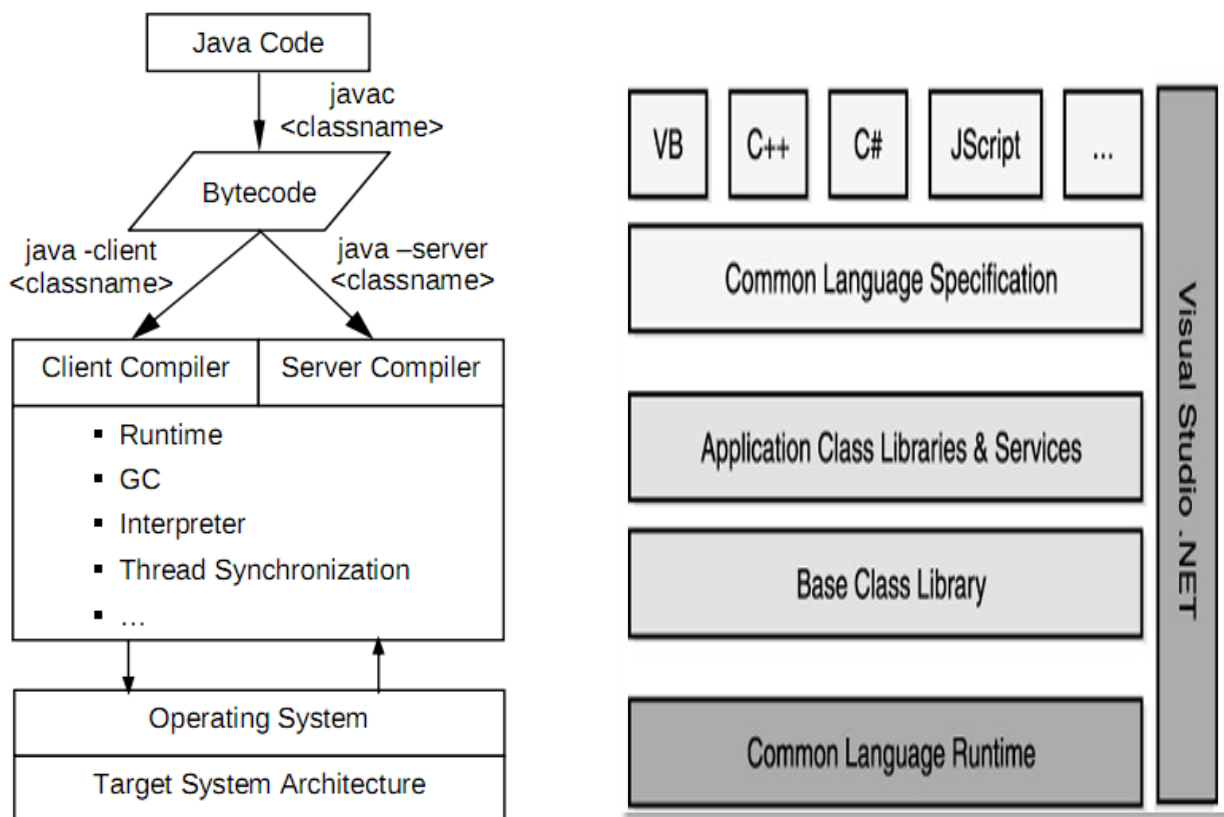 Java Code
javac
<classname>
Bytecode
java -client
<classname>
java –server
<classname>
Client Compiler
Server Compiler
▪ Runtime
▪ GC
▪ Interpreter
▪ Thread Synchronization
▪ ...
Operating System
Target System Architecture
VB
C++
C#
JScript
...
Common Language Specification
Application Class Libraries & Services
Base Class Library
Common Language Runtime
Visual Studio .NET